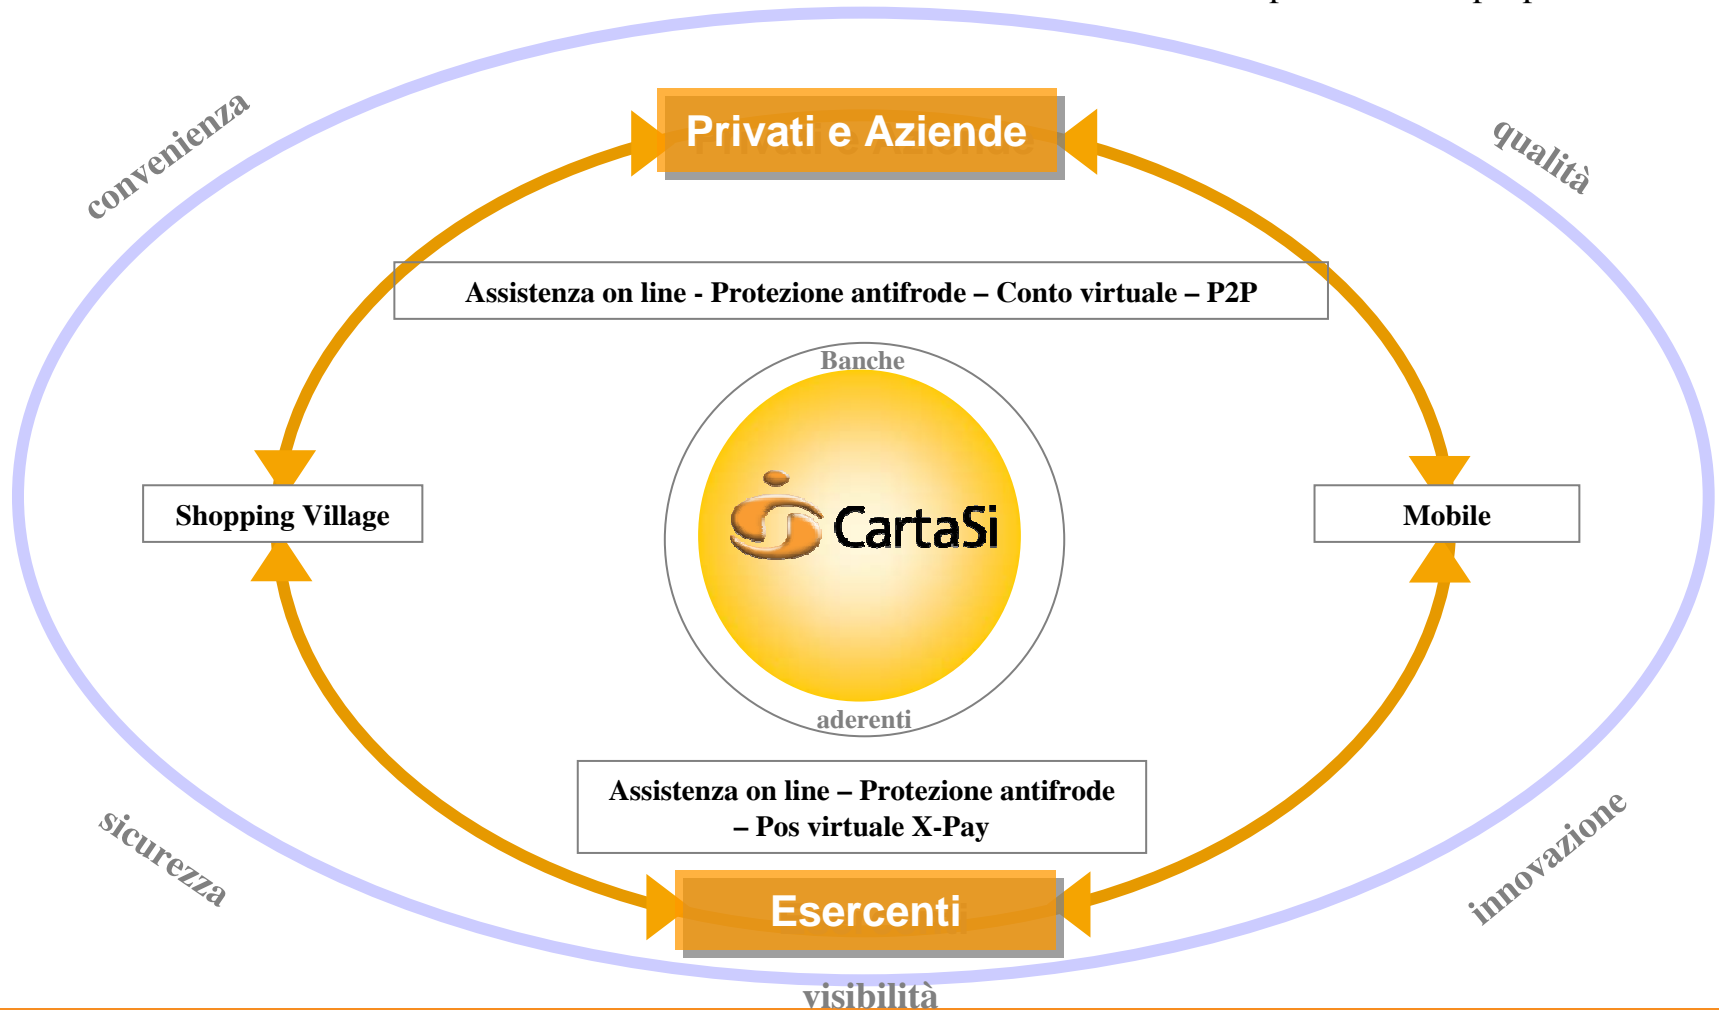 convenienza
qualità
Privati e Aziende
Assistenza on line - Protezione antifrode – Conto virtuale – P2P
Banche
Shopping Village
CartaSi
Mobile
aderenti
Assistenza on line – Protezione antifrode
– Pos virtuale X-Pay
sicurezza
innovazione
Esercenti
visibilità